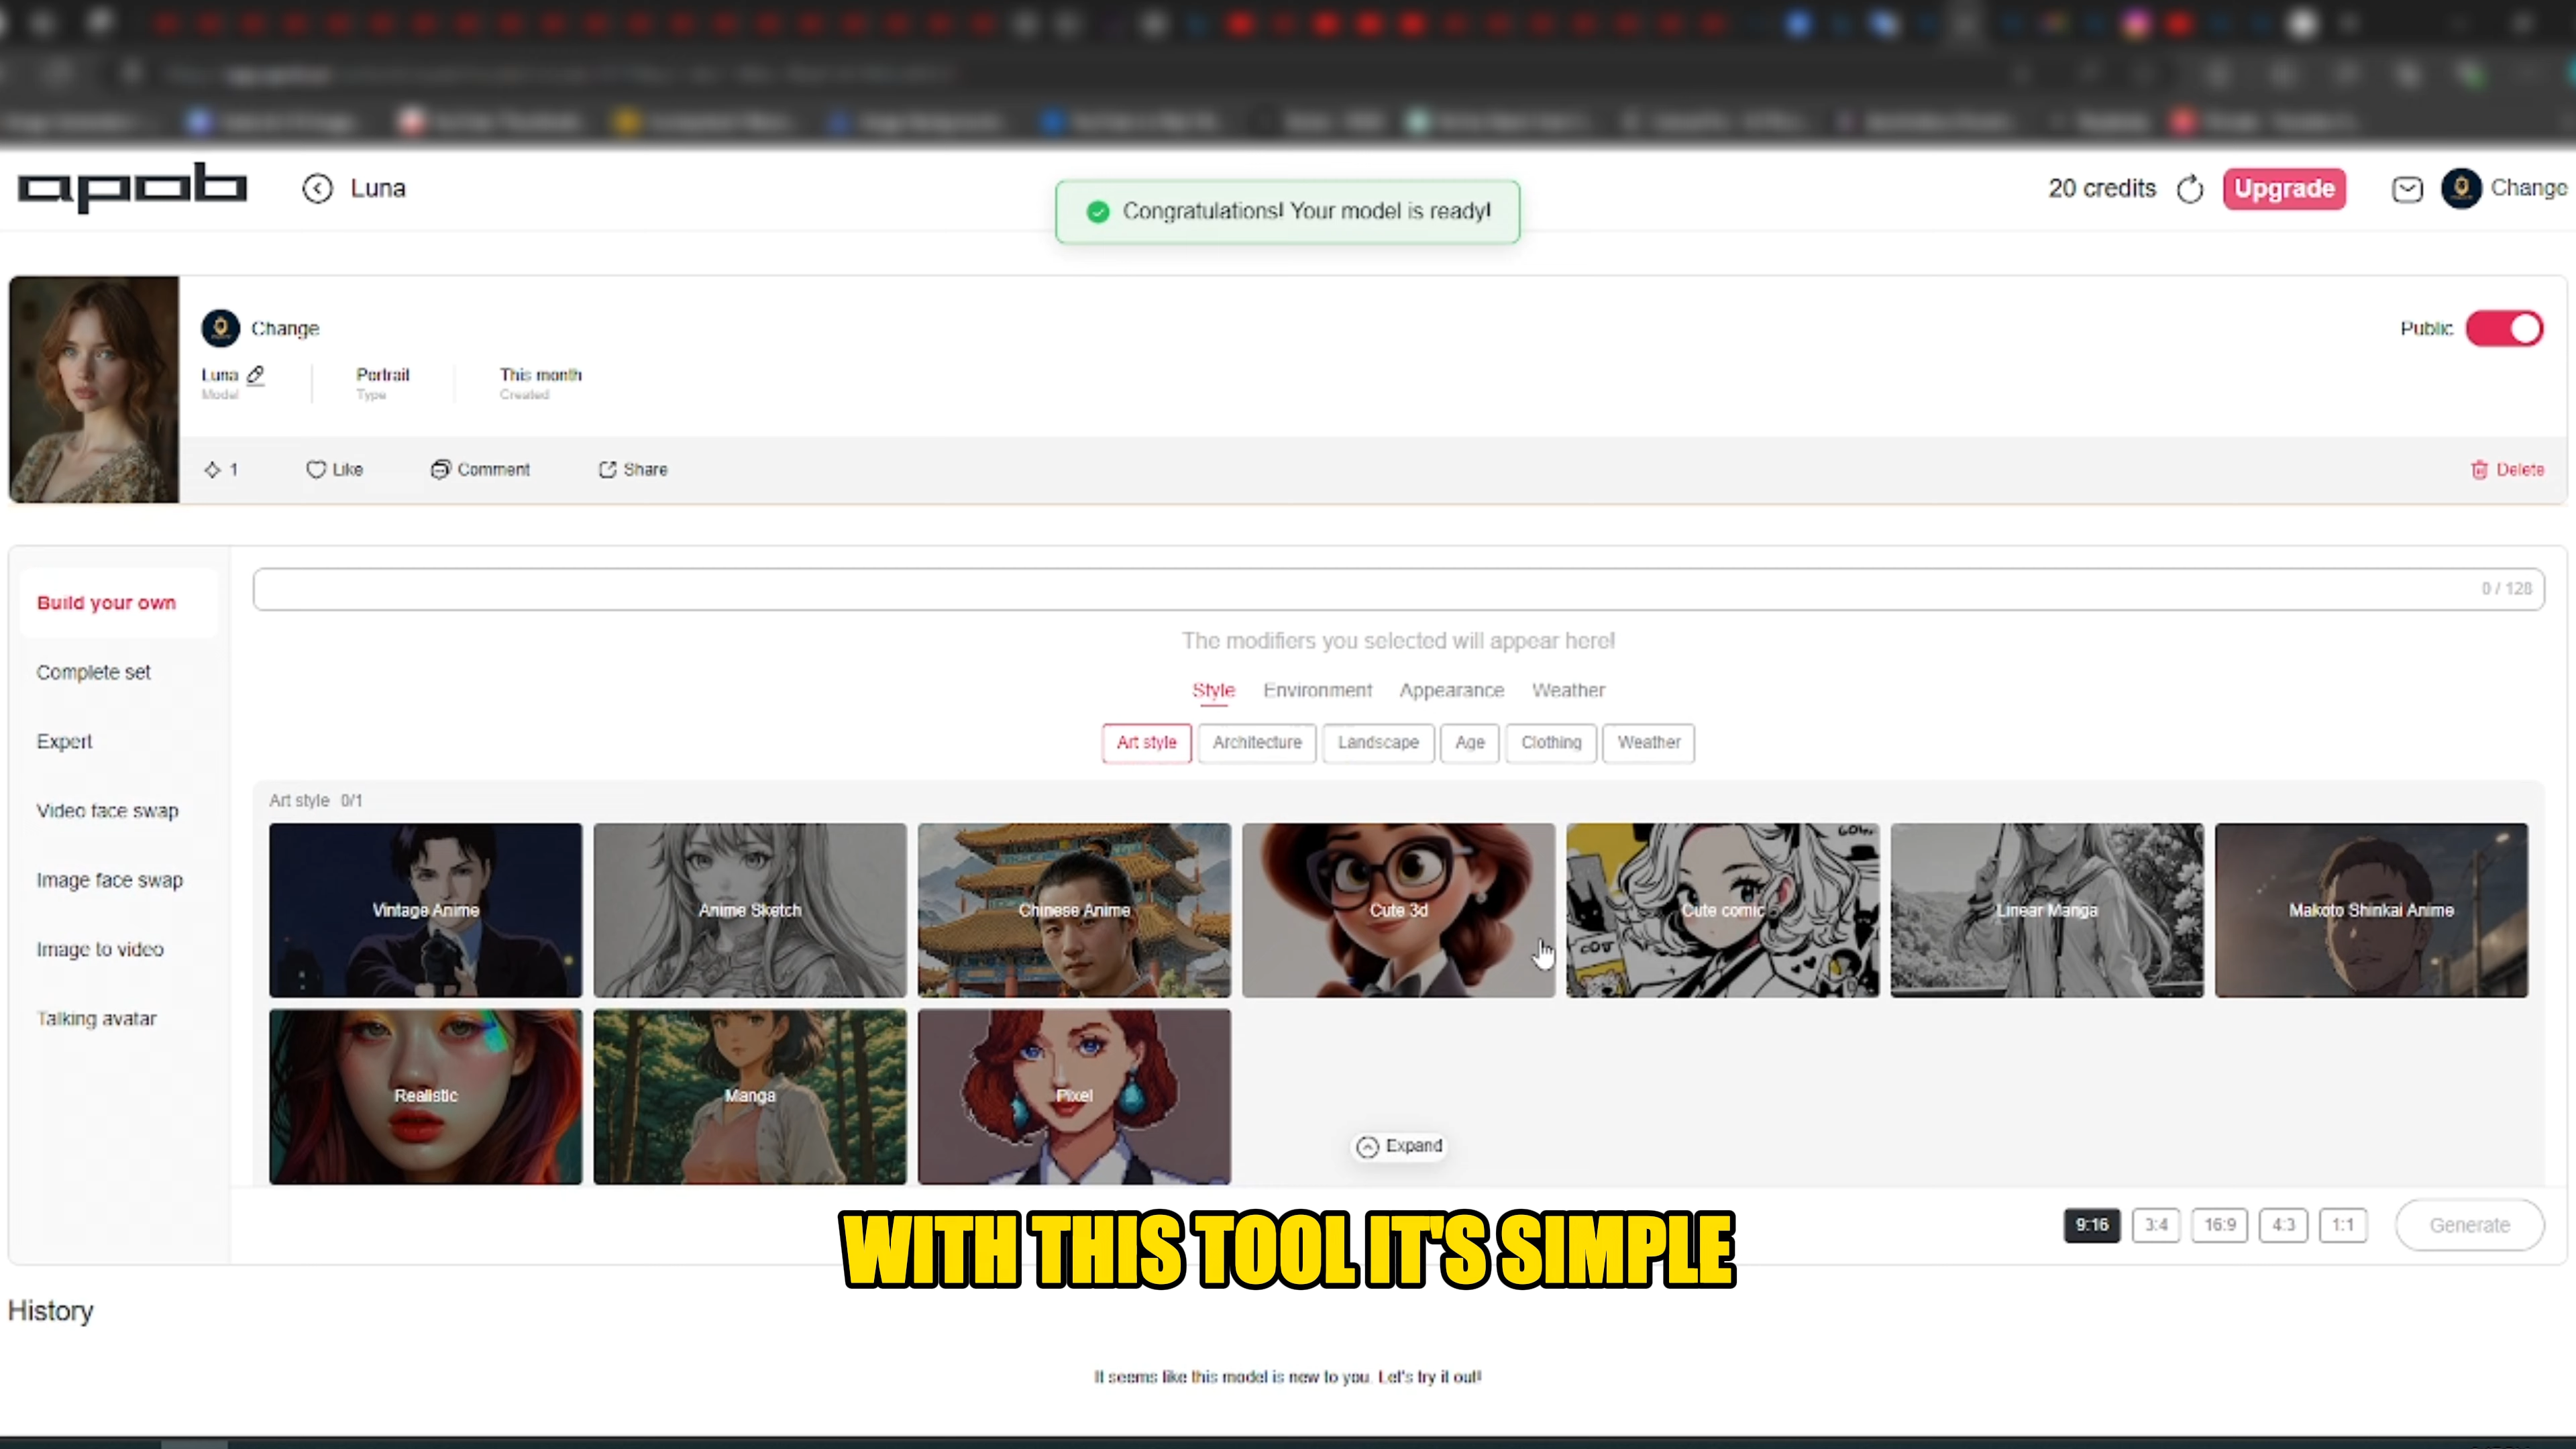 apob
Luna
Congratulations! Your model is ready!
20 credits
Upgrade
Change
Change
Public
Luna
Portrait
This month
Model
Type
Created
1
Like
Comment
Share
Delete
Build your own
0 / 128
The modifiers you selected will appear here!
Complete set
Style
Environment
Appearance
Weather
Expert
Art style
Architecture
Landscape
Age
Clothing
Weather
Art style 0/1
Video face swap
Image face swap
Vintage Anime
Anime Sketch
Chinese Anime
Cute 3d
Cute comic
Linear Manga
Makoto Shinkai Anime
Image to video
Talking avatar
Realistic
Manga
Pixel
Expand
9:16
3:4
16:9
4:3
1:1
Generate
WITH THIS TOOL IT'S SIMPLE
History
It seems like this model is new to you. Let's try it out!